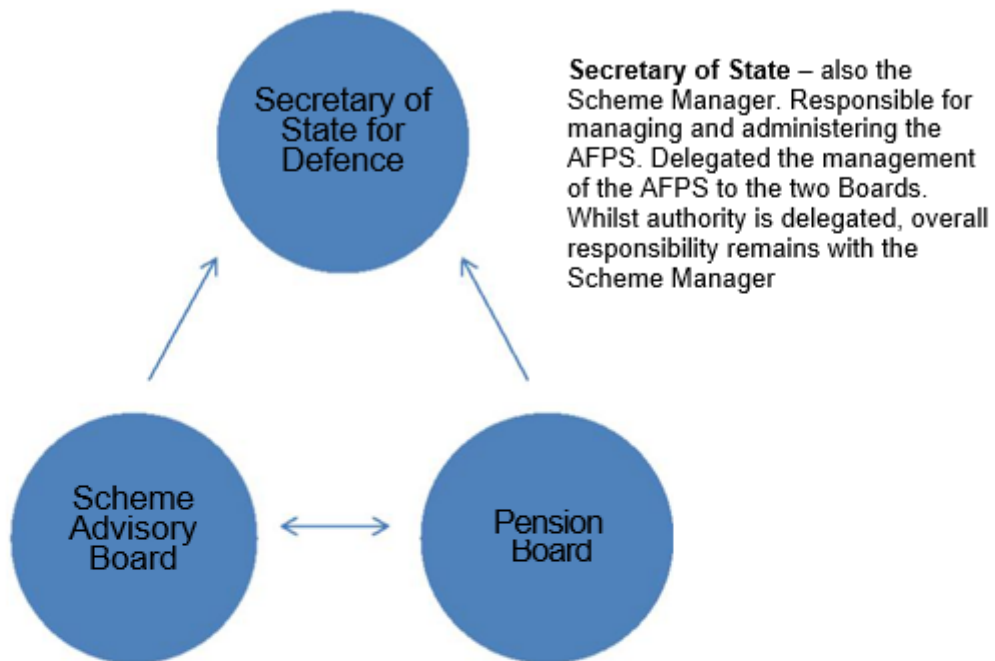 Secretary of
State for
Defence
Secretary of State – also the
Scheme Manager. Responsible for
managing and administering the
AFPS. Delegated the management
of the AFPS to the two Boards.
Whilst authority is delegated, overall
responsibility remains with the
Scheme Manager
Scheme
Advisory
Board
Pension
Board